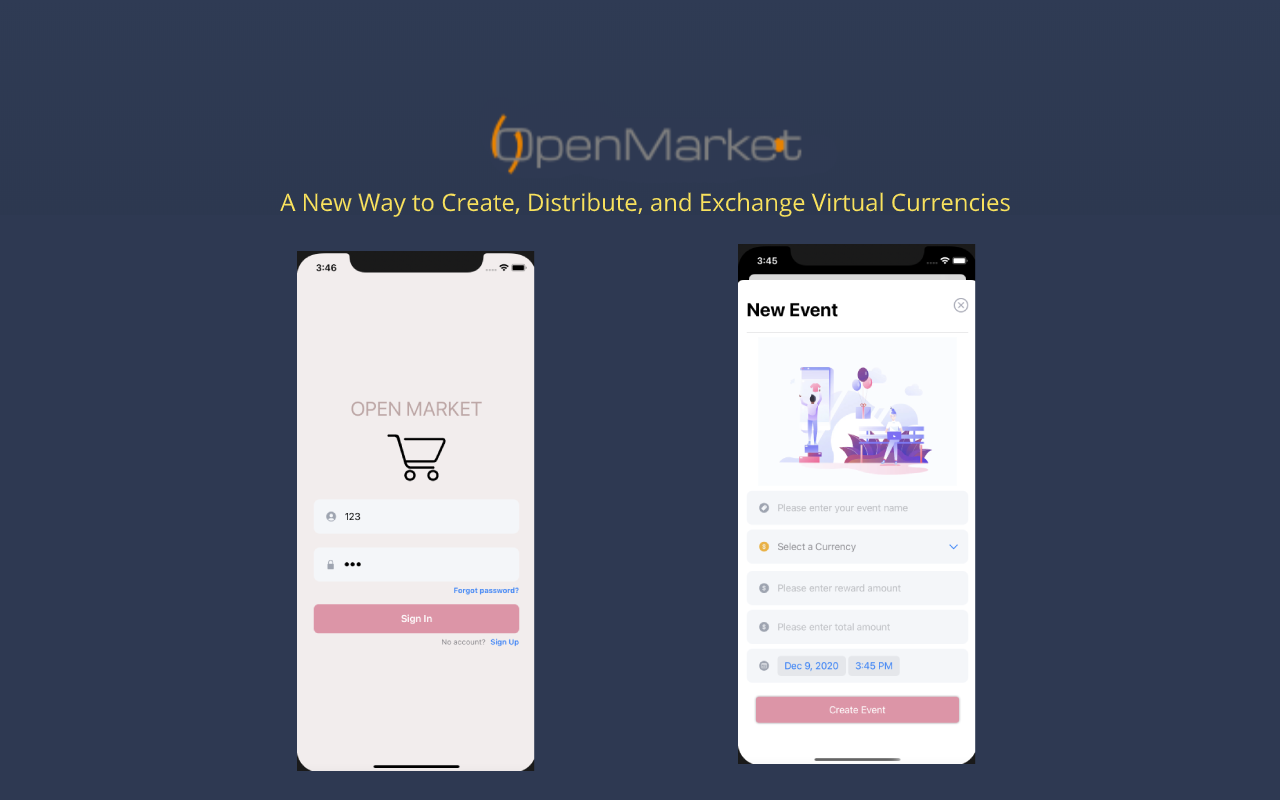 OpenMarket
A New Way to Create, Distribute, and Exchange Virtual Currencies
3:46
OPEN MARKET
123
•••
Forgot password?
Sign In
No account? Sign Up
3:45
New Event
Please enter your event name
Select a Currency
Please enter reward amount
Please enter total amount
Dec 9, 2020 3:45 PM
Create Event